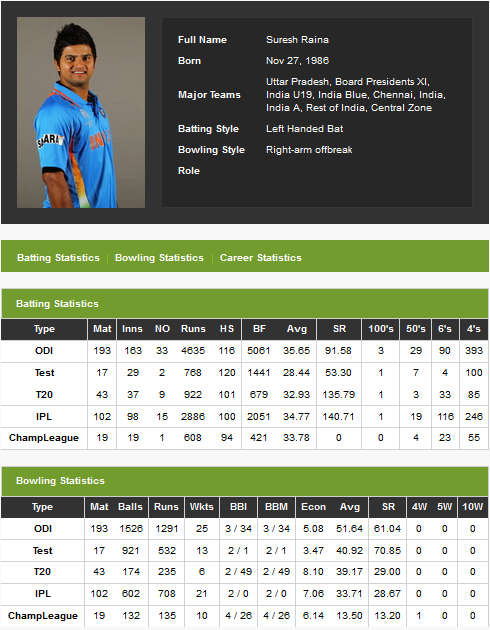 Full Name Suresh Raina
Born Nov 27, 1986
Major Teams Uttar Pradesh, Board Presidents XI,
India U19, India Blue, Chennai, India,
India A, Rest of India, Central Zone
Batting Style Left Handed Bat
Bowling Style Right-arm offbreak
Role
Batting Statistics | Bowling Statistics | Career Statistics
Batting Statistics
Type Mat Inns NO Runs HS BF Avg SR 100's 50's 6's 4's
ODI 193 163 33 4635 116 5061 35.65 91.58 3 29 90 393
Test 17 29 2 768 120 1441 28.44 53.30 1 7 4 100
T20 43 37 9 922 101 679 32.93 135.79 1 3 33 85
IPL 102 98 15 2886 100 2051 34.77 140.71 1 19 116 246
ChampLeague 19 19 1 608 94 421 33.78 0 0 4 23 55
Bowling Statistics
Type Mat Balls Runs Wkts BBI BBM Econ Avg SR 4W 5W 10W
ODI 193 1526 1291 25 3 / 34 3 / 34 5.08 51.64 61.04 0 0 0
Test 17 921 532 13 2 / 1 2 / 1 3.47 40.92 70.85 0 0 0
T20 43 174 235 6 2 / 49 2 / 49 8.10 39.17 29.00 0 0 0
IPL 102 602 708 21 2 / 0 2 / 0 7.06 33.71 28.67 0 0 0
ChampLeague 19 132 135 10 4 / 26 4 / 26 6.14 13.50 13.20 1 0 0